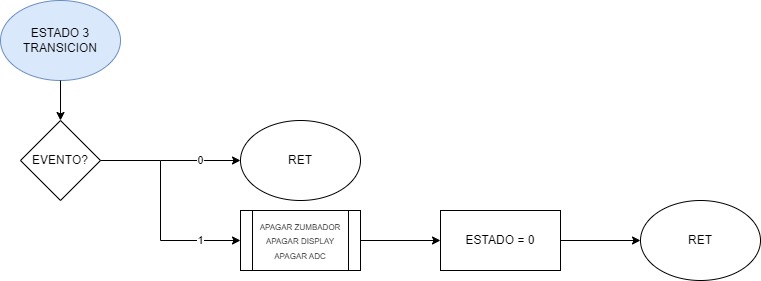 ESTADO 3
TRANSICION
EVENTO?
0
RET
1
APAGAR ZUMBADOR
APAGAR DISPLAY
APAGAR ADC
ESTADO = 0
RET